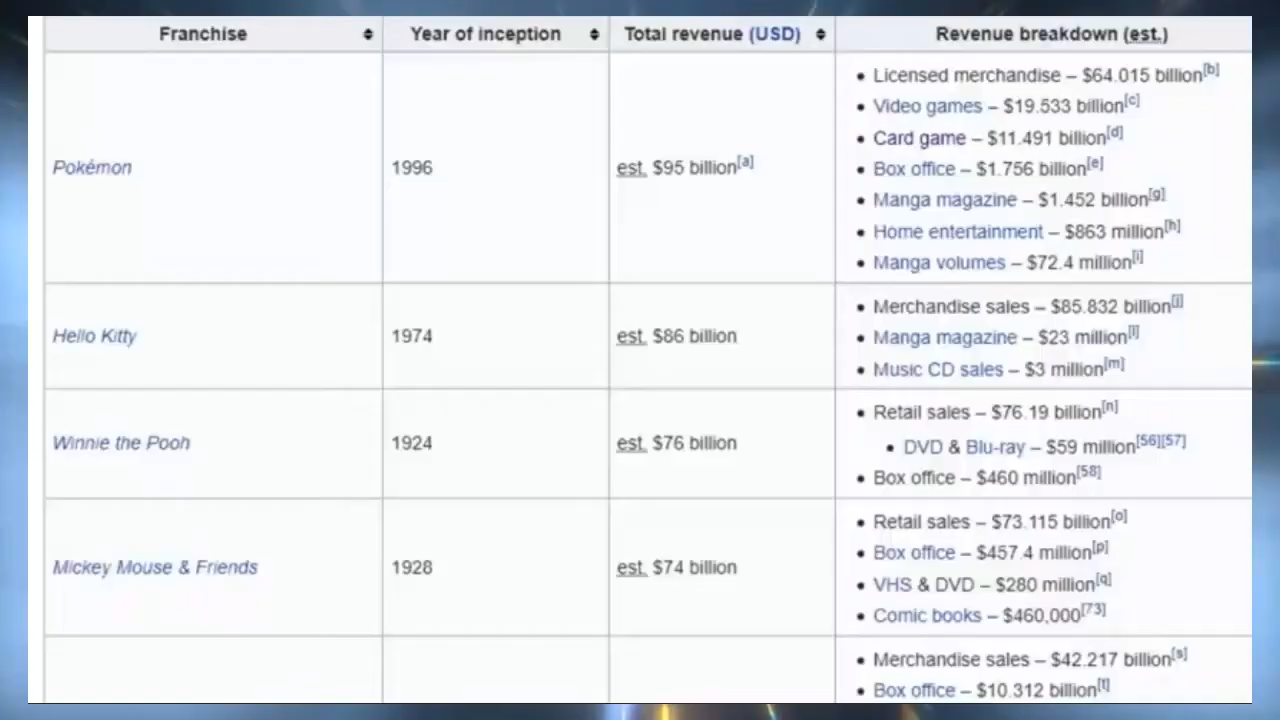 Franchise Year of inception Total revenue (USD) Revenue breakdown (est.)
Pokémon 1996 est. $95 billion[a]
• Licensed merchandise – $64.015 billion[b]
• Video games – $19.533 billion[c]
• Card game – $11.491 billion[d]
• Box office – $1.756 billion[e]
• Manga magazine – $1.452 billion[g]
• Home entertainment – $863 million[h]
• Manga volumes – $72.4 million[i]
Hello Kitty 1974 est. $86 billion
• Merchandise sales – $85.832 billion[j]
• Manga magazine – $23 million[l]
• Music CD sales – $3 million[m]
Winnie the Pooh 1924 est. $76 billion
• Retail sales – $76.19 billion[n]
• DVD & Blu-ray – $59 million[56][57]
• Box office – $460 million[58]
Mickey Mouse & Friends 1928 est. $74 billion
• Retail sales – $73.115 billion[o]
• Box office – $457.4 million[p]
• VHS & DVD – $280 million[q]
• Comic books – $460,000[73]
• Merchandise sales – $42.217 billion[s]
• Box office – $10.312 billion[t]